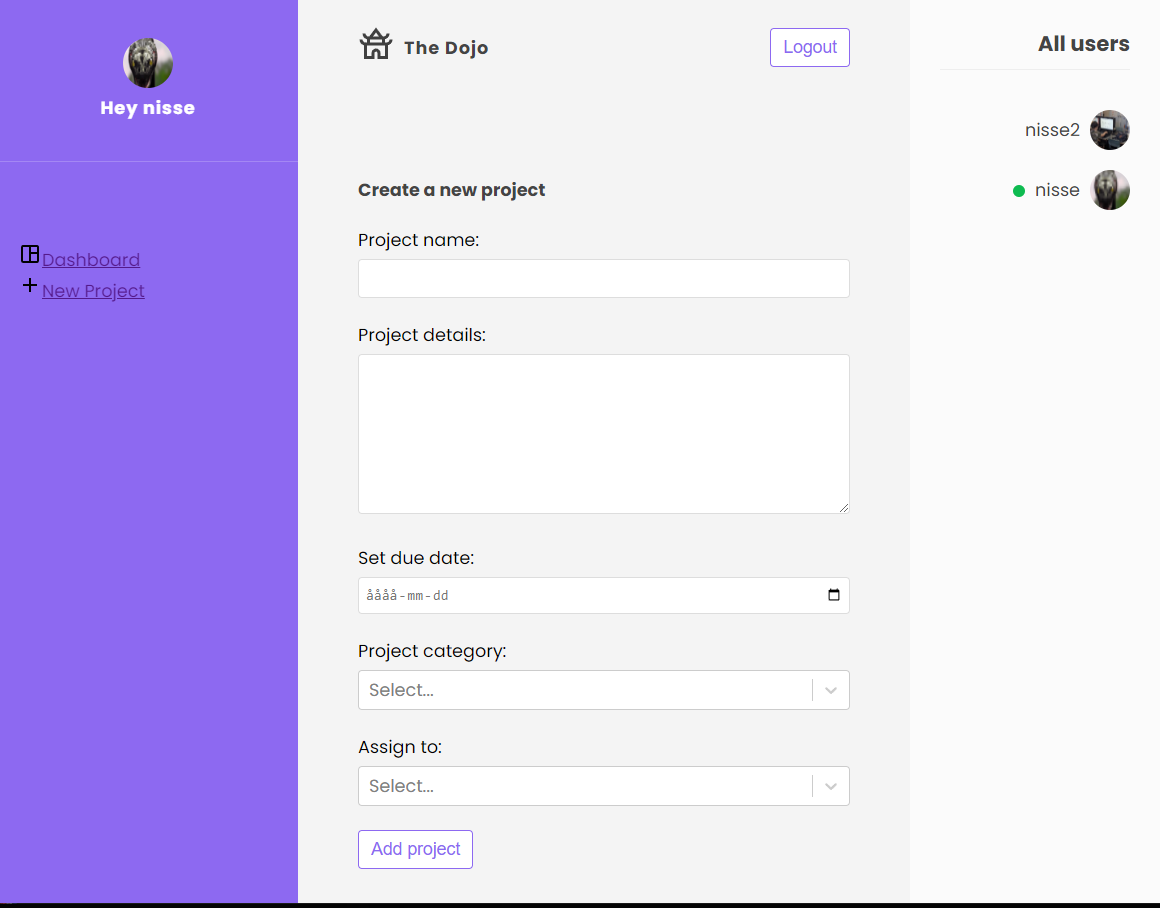 Hey nisse
Dashboard
New Project
The Dojo
Logout
Create a new project
Project name:
Project details:
Set due date:
åååå-mm-dd
Project category:
Select...
Assign to:
Select...
Add project
All users
nisse2
nisse